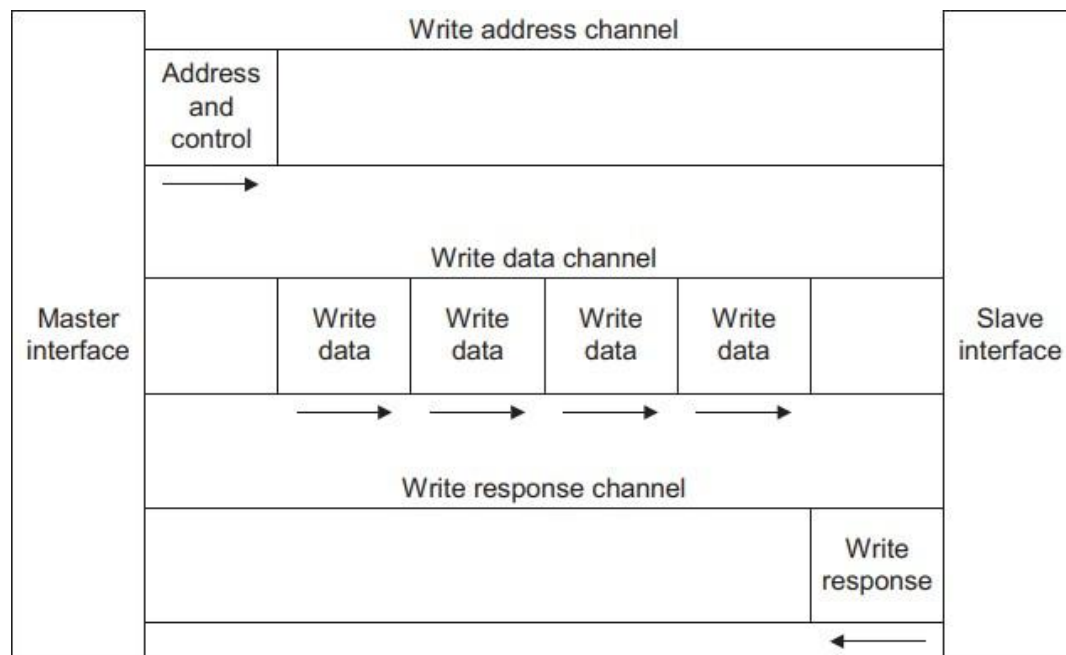 Write address channel
Address
and
control
Write data channel
Master
interface
Write
data
Write
data
Write
data
Write
data
Slave
interface
Write response channel
Write
response